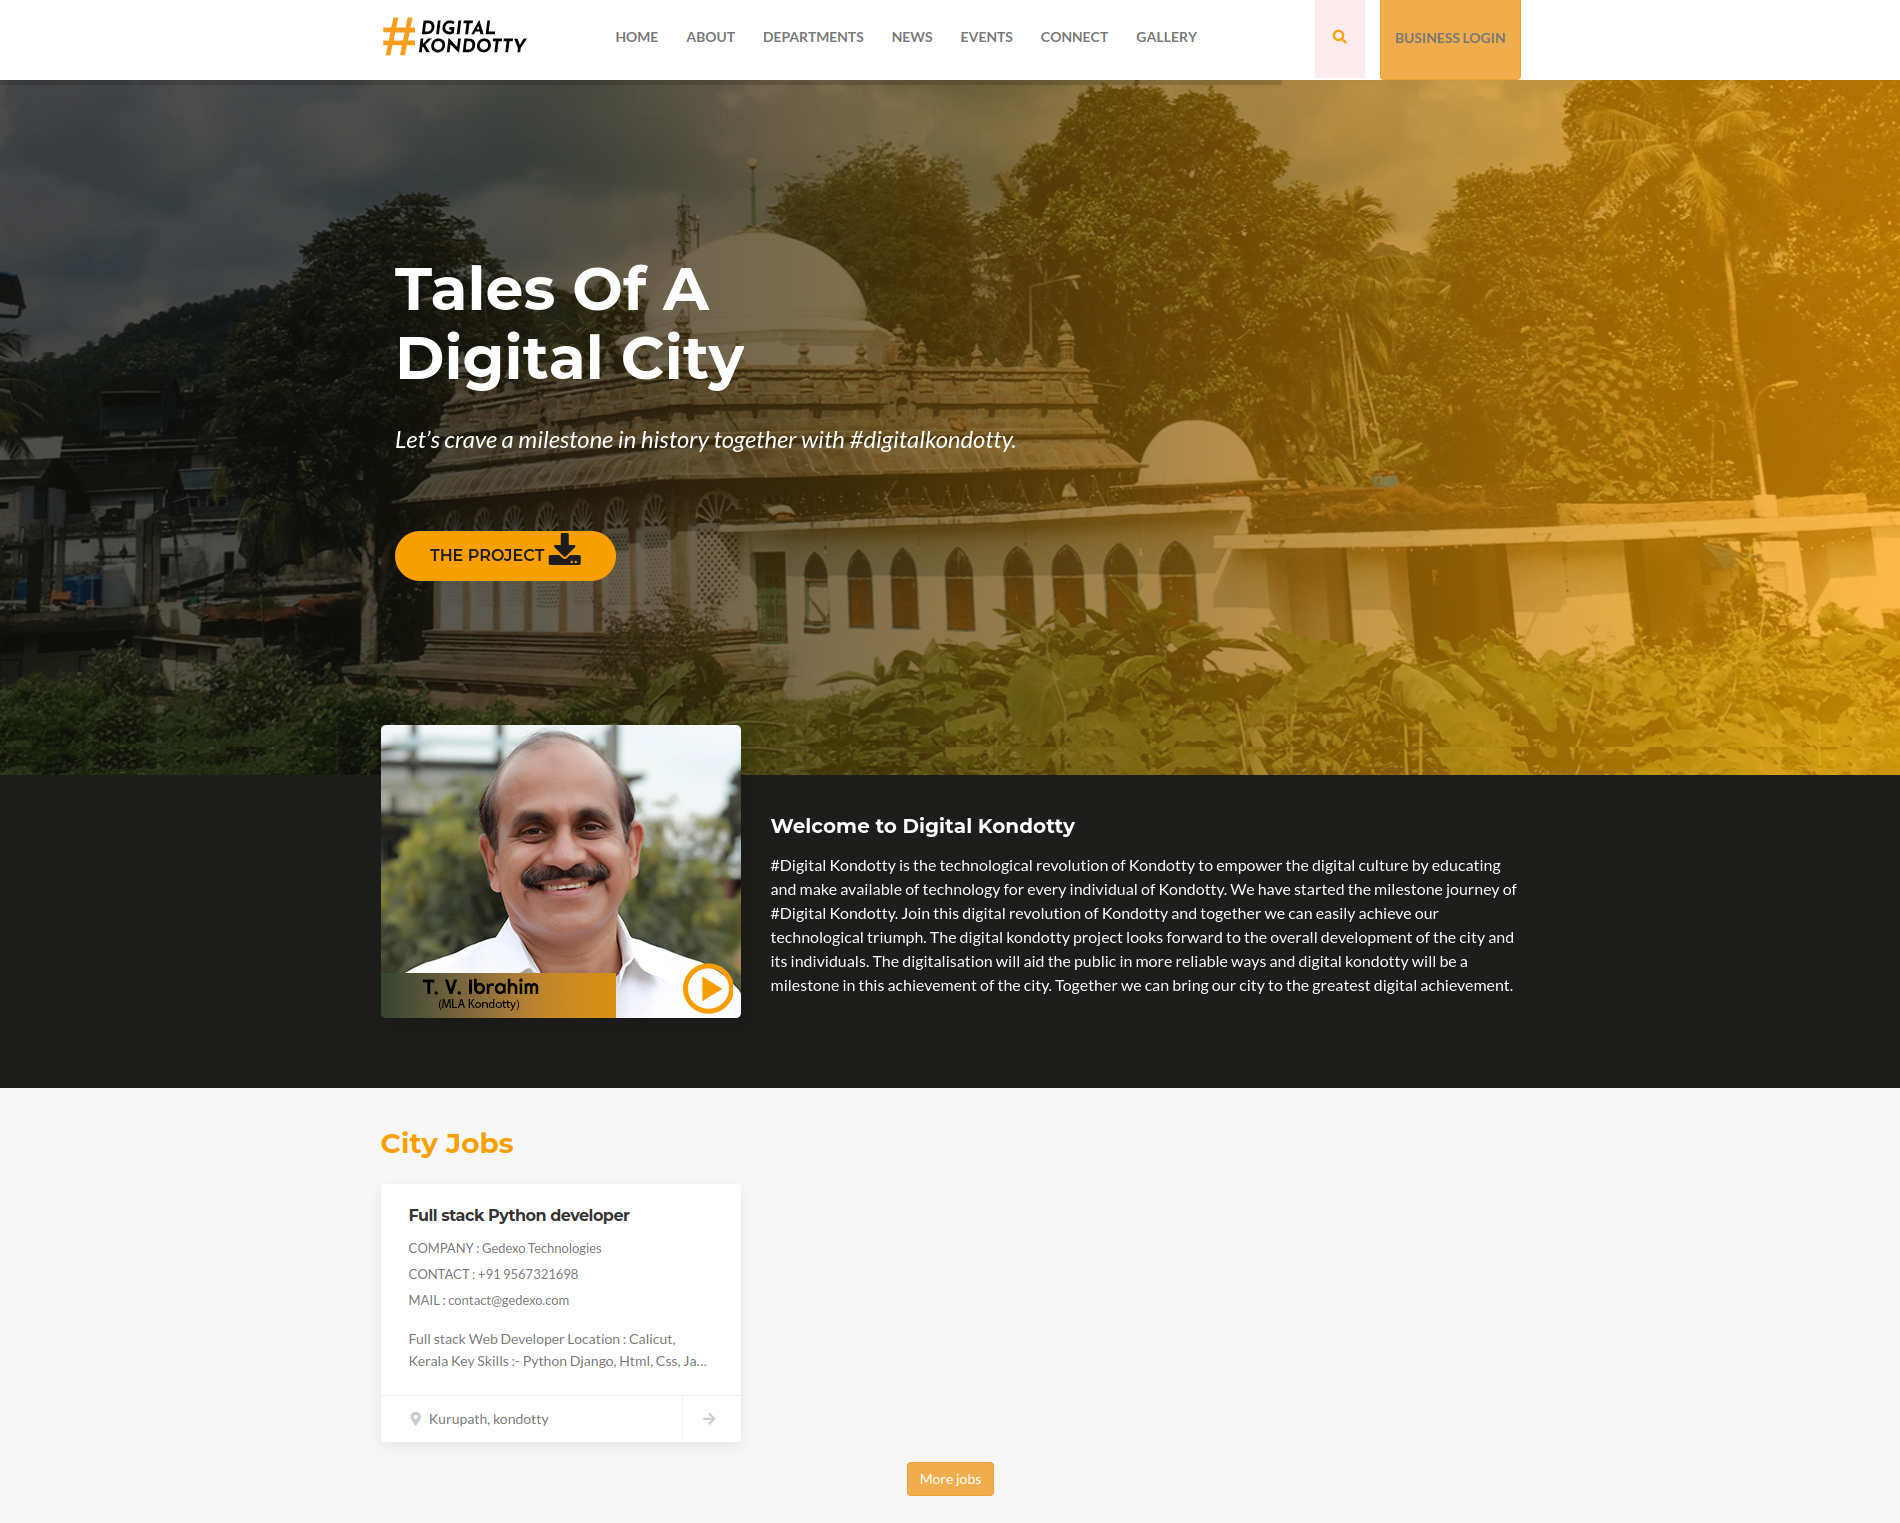 #DIGITAL
KONDOTTY
HOME ABOUT DEPARTMENTS NEWS EVENTS CONNECT GALLERY
BUSINESS LOGIN
Tales Of A
Digital City
Let’s crave a milestone in history together with #digitalkondotty.
THE PROJECT
T. V. Ibrahim
(MLA Kondotty)
Welcome to Digital Kondotty
#Digital Kondotty is the technological revolution of Kondotty to empower the digital culture by educating
and make available of technology for every individual of Kondotty. We have started the milestone journey of
#Digital Kondotty. Join this digital revolution of Kondotty and together we can easily achieve our
technological triumph. The digital kondotty project looks forward to the overall development of the city and
its individuals. The digitalisation will aid the public in more reliable ways and digital kondotty will be a
milestone in this achievement of the city. Together we can bring our city to the greatest digital achievement.
City Jobs
Full stack Python developer
COMPANY : Gedexo Technologies
CONTACT : +91 9567321698
MAIL : contact@gedexo.com
Full stack Web Developer Location : Calicut,
Kerala Key Skills :- Python Django, Html, Css, Ja...
Kurupath, kondotty
More jobs